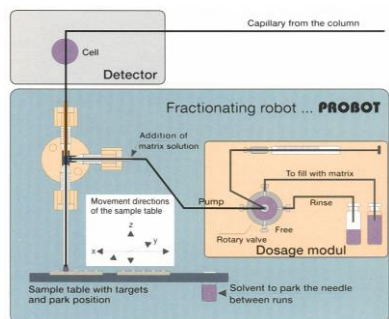 Capillary from the column
Cell
Detector
Fractionating robot ... PROBOT
Addition of
matrix solution
To fill with matrix
Pump
Rinse
Movement directions
of the sample table
z
y
x
Rotary valve
Free
Dosage modul
Sample table with targets
and park position
Solvent to park the needle
between runs